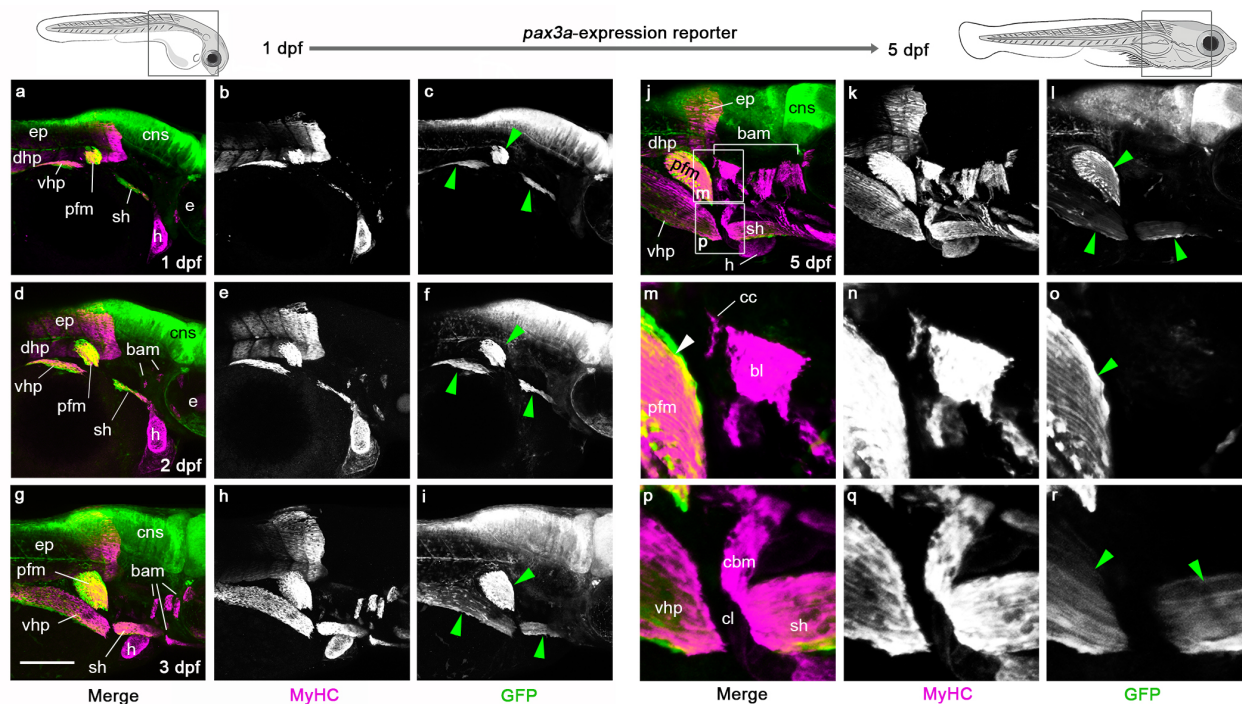 pax3a-expression reporter
1 dpf
5 dpf
a
ep
cns
dhp
vhp
pfm
sh
e
h
1 dpf
b
c
d
ep
cns
dhp
bam
vhp
pfm
e
sh
h
2 dpf
e
f
g
cns
ep
pfm
bam
vhp
sh
h
3 dpf
h
i
Merge
MyHC
GFP
j
ep
cns
bam
dhp
pfm
m
vhp
sh
p
h
5 dpf
k
l
m
cc
bl
pfm
n
o
p
cbm
vhp
cl
sh
q
r
Merge
MyHC
GFP